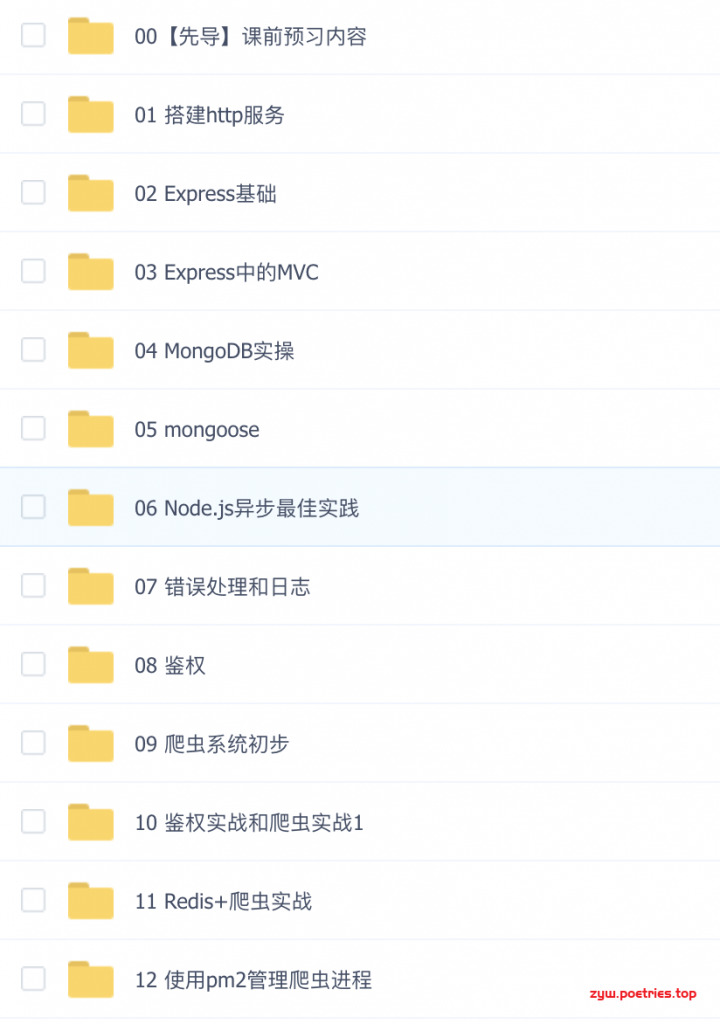 00【先导】课前预习内容
01 搭建http服务
02 Express基础
03 Express中的MVC
04 MongoDB实操
05 mongoose
06 Node.js异步最佳实践
07 错误处理和日志
08 鉴权
09 爬虫系统初步
10 鉴权实战和爬虫实战1
11 Redis+爬虫实战
12 使用pm2管理爬虫进程
zyw.poetries.top